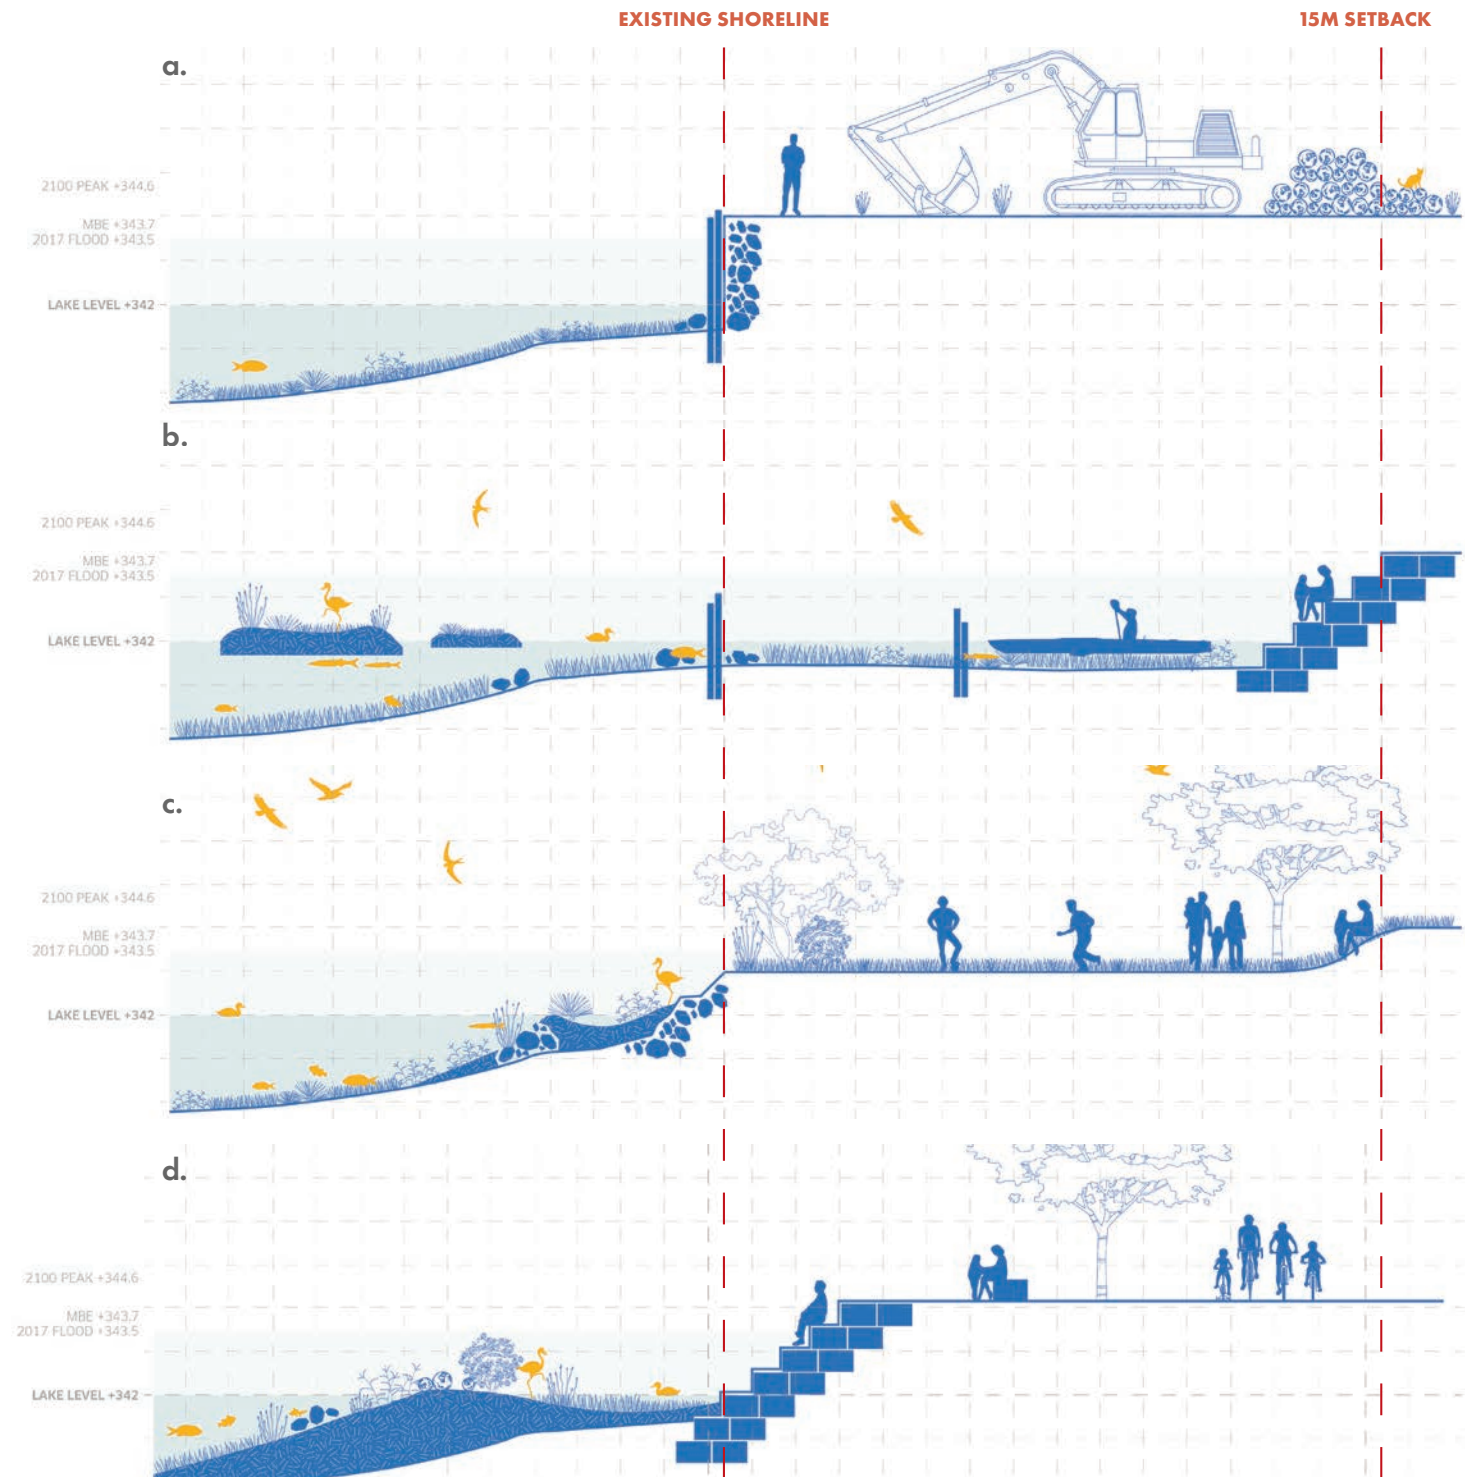 EXISTING SHORELINE
15M SETBACK
a.
2100 PEAK +344.6
MBE +343.7
2017 FLOOD +343.5
LAKE LEVEL +342
b.
2100 PEAK +344.6
MBE +343.7
2017 FLOOD +343.5
LAKE LEVEL +342
c.
2100 PEAK +344.6
MBE +343.7
2017 FLOOD +343.5
LAKE LEVEL +342
d.
2100 PEAK +344.6
MBE +343.7
2017 FLOOD +343.5
LAKE LEVEL +342